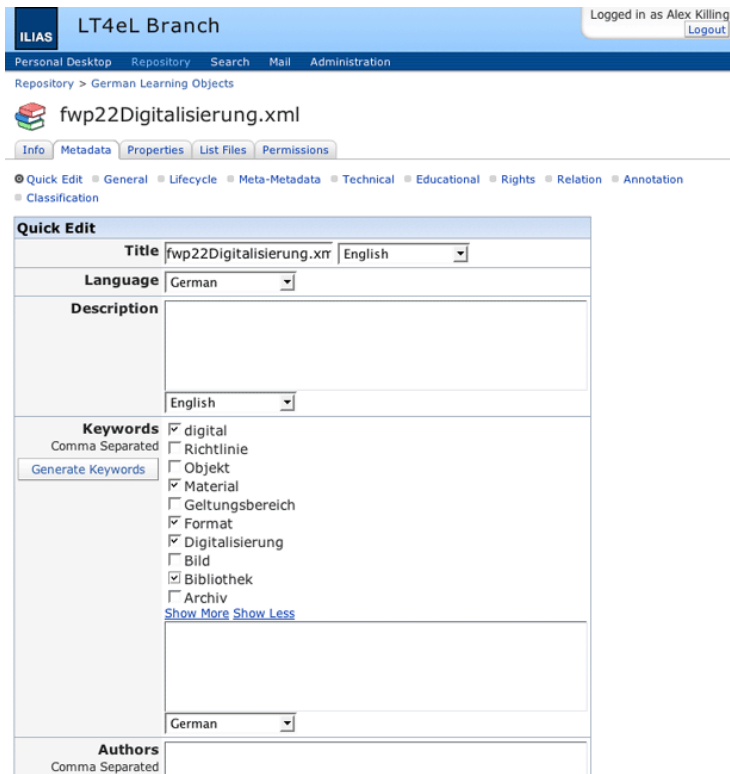 Logged in as Alex Killing
Logout
ILIAS
LT4eL Branch
Personal Desktop Repository Search Mail Administration
Repository > German Learning Objects
fwp22Digitalisierung.xml
Info Metadata Properties List Files Permissions
Quick Edit General Lifecycle Meta-Metadata Technical Educational Rights Relation Annotation
Classification
Quick Edit
Title fwp22Digitalisierung.xm English
Language German
Description
English
Keywords digital
Comma Separated Richtlinie
Generate Keywords Objekt
Material
Geltungsbereich
Format
Digitalisierung
Bild
Bibliothek
Archiv
Show More Show Less
German
Authors
Comma Separated